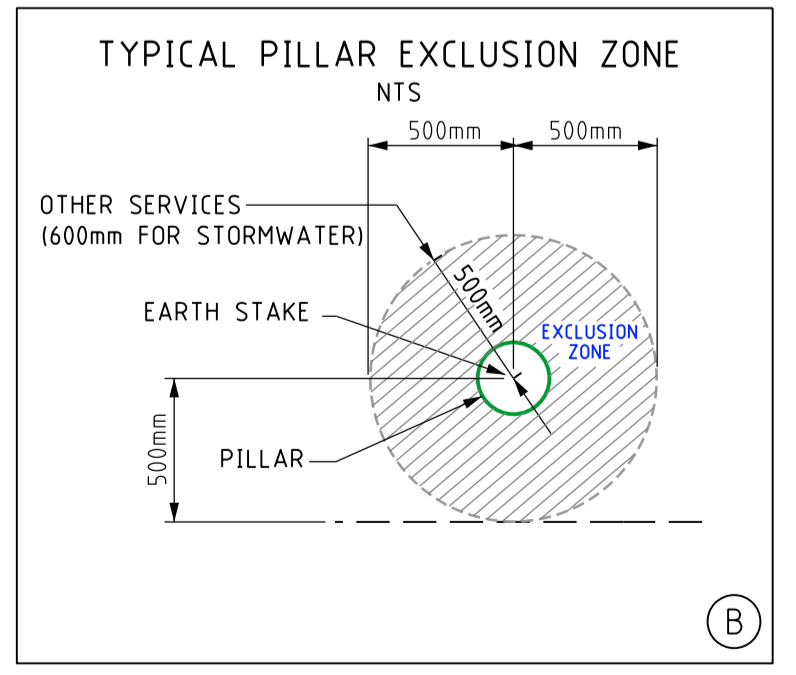 TYPICAL PILLAR EXCLUSION ZONE
NTS
500mm
500mm
OTHER SERVICES
(600mm FOR STORMWATER)
500mm
EARTH STAKE
EXCLUSION
ZONE
500mm
PILLAR
B